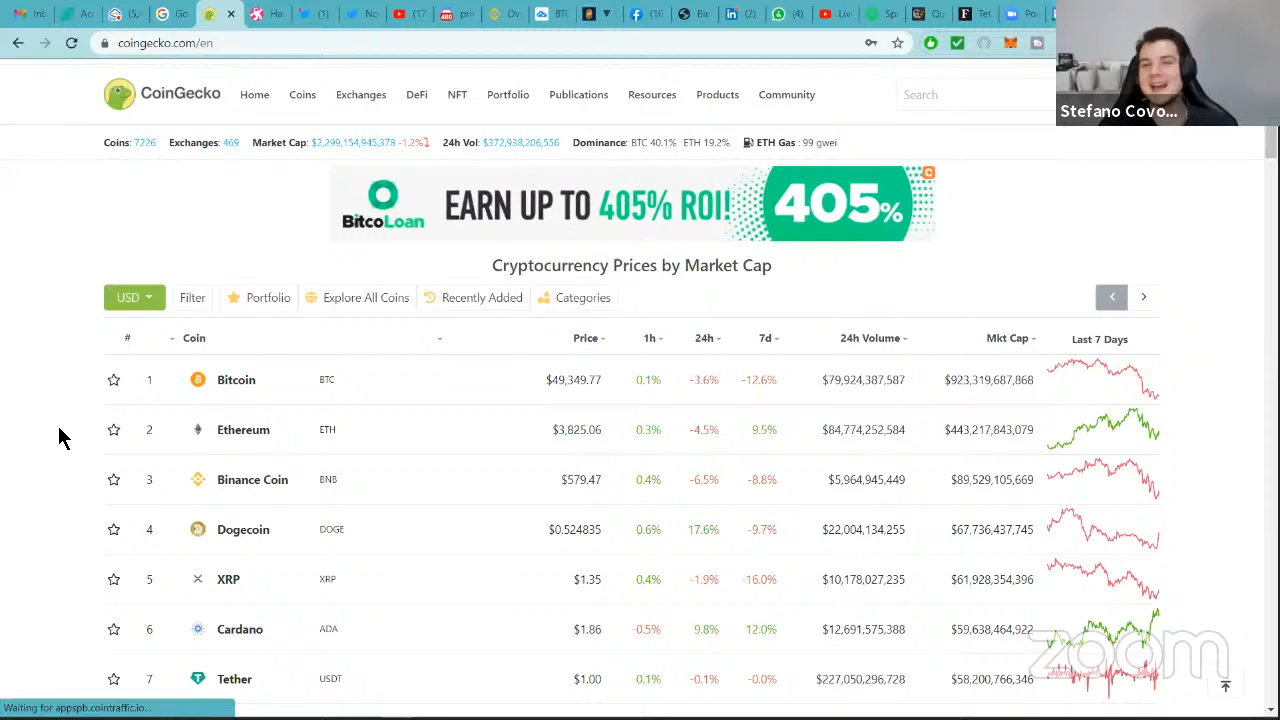 coingecko.com/en
CoinGecko Home Coins Exchanges DeFi NFT Portfolio Publications Resources Products Community Search
Stefano Covo...
Coins: 7226 Exchanges: 469 Market Cap: $2,299,154,945,378 -1.2% 24h Vol: $372,938,206,556 Dominance: BTC 40.1% ETH 19.2% ETH Gas : 99 gwei
BitcoLoan EARN UP TO 405% ROI! 405%
Cryptocurrency Prices by Market Cap
USD Filter Portfolio Explore All Coins Recently Added Categories
# Coin Price 1h 24h 7d 24h Volume Mkt Cap Last 7 Days
1 Bitcoin BTC $49,349.77 0.1% -3.6% -12.6% $79,924,387,587 $923,319,687,868
2 Ethereum ETH $3,825.06 0.3% -4.5% 9.5% $84,774,252,584 $443,217,843,079
3 Binance Coin BNB $579.47 0.4% -6.5% -8.8% $5,964,945,449 $89,529,105,669
4 Dogecoin DOGE $0.524835 0.6% 17.6% -9.7% $22,004,134,255 $67,736,437,745
5 XRP XRP $1.35 0.4% -1.9% -16.0% $10,178,027,235 $61,928,354,396
6 Cardano ADA $1.86 -0.5% 9.8% 12.0% $12,691,575,388 $59,638,464,922
zoom
7 Tether USDT $1.00 0.1% -0.1% -0.0% $227,050,296,728 $58,200,766,346
Waiting for appspb.cointraffic.io...